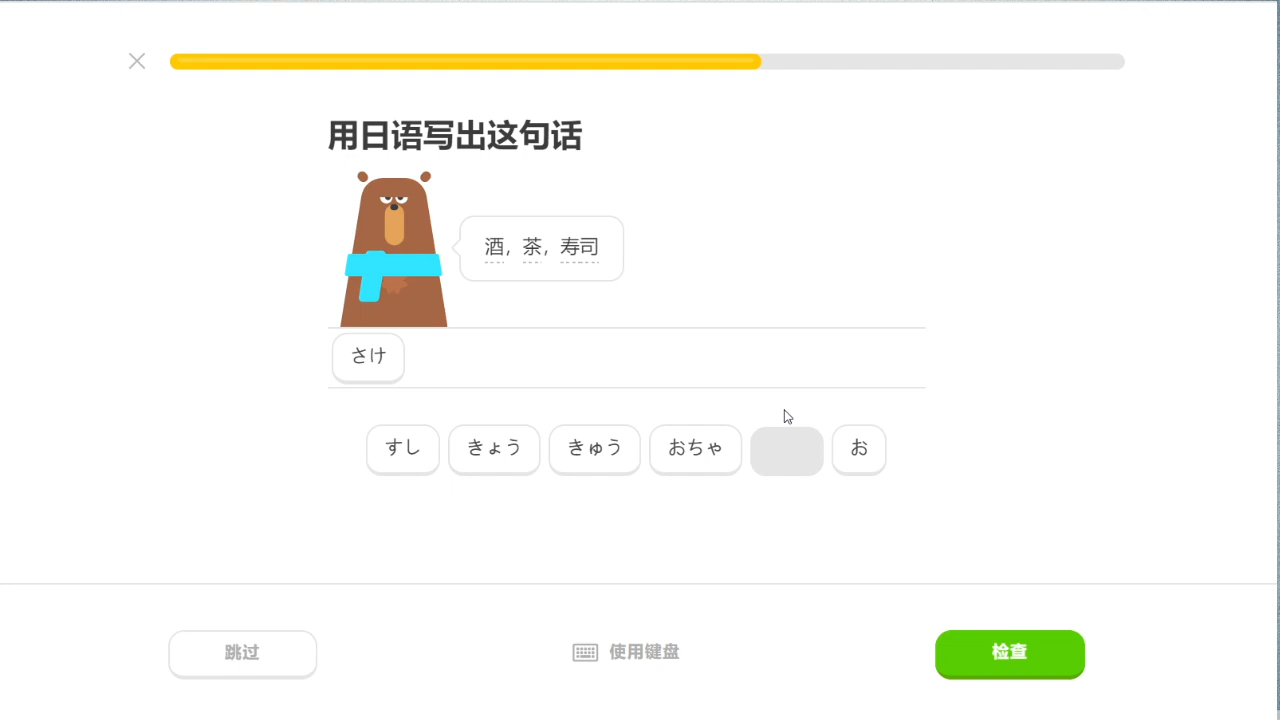 用日语写出这句话
酒，茶，寿司
さけ
すし きょう きゅう おちゃ お
跳过 使用键盘 检查